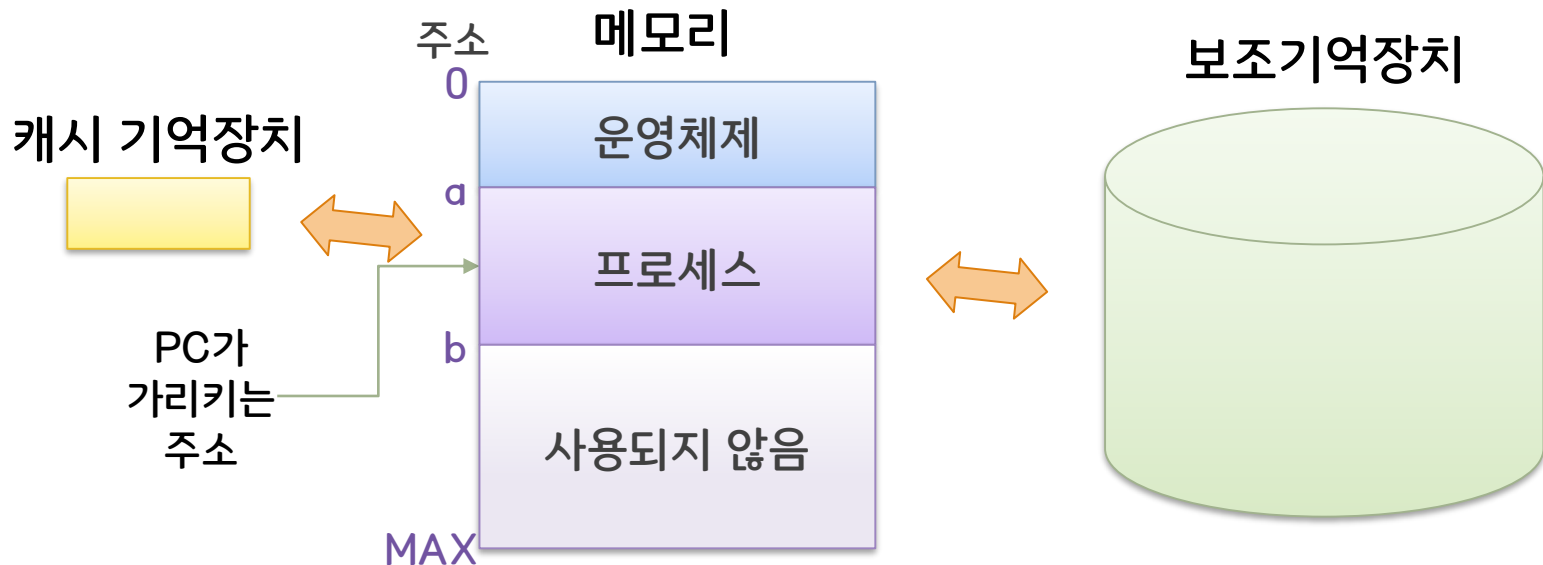 주소
메모리
보조기억장치
0
캐시 기억장치
운영체제
a
프로세스
PC가
가리키는
주소
b
사용되지 않음
MAX